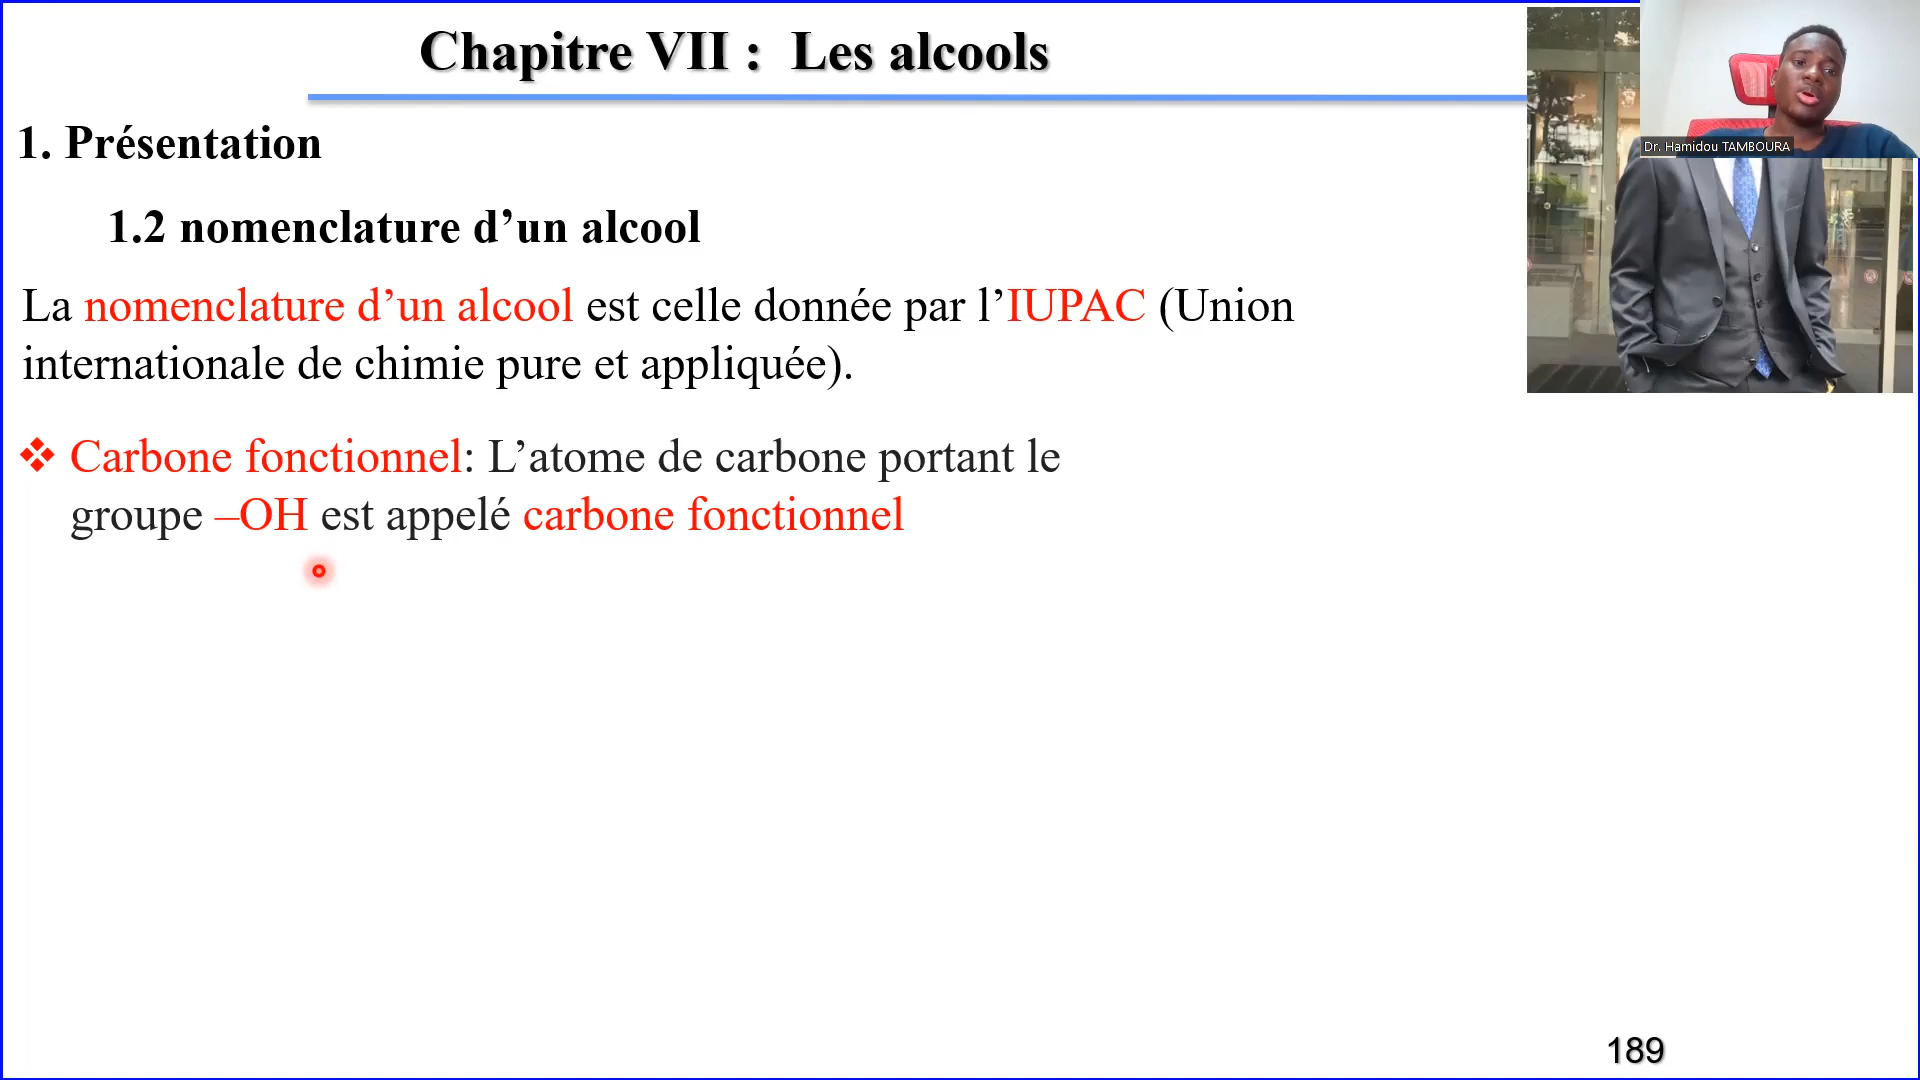 Chapitre VII : Les alcools
Dr. Hamidou TAMBOURA
1. Présentation
1.2 nomenclature d’un alcool
La nomenclature d’un alcool est celle donnée par l’IUPAC (Union
internationale de chimie pure et appliquée).
❖ Carbone fonctionnel: L’atome de carbone portant le
groupe –OH est appelé carbone fonctionnel
189